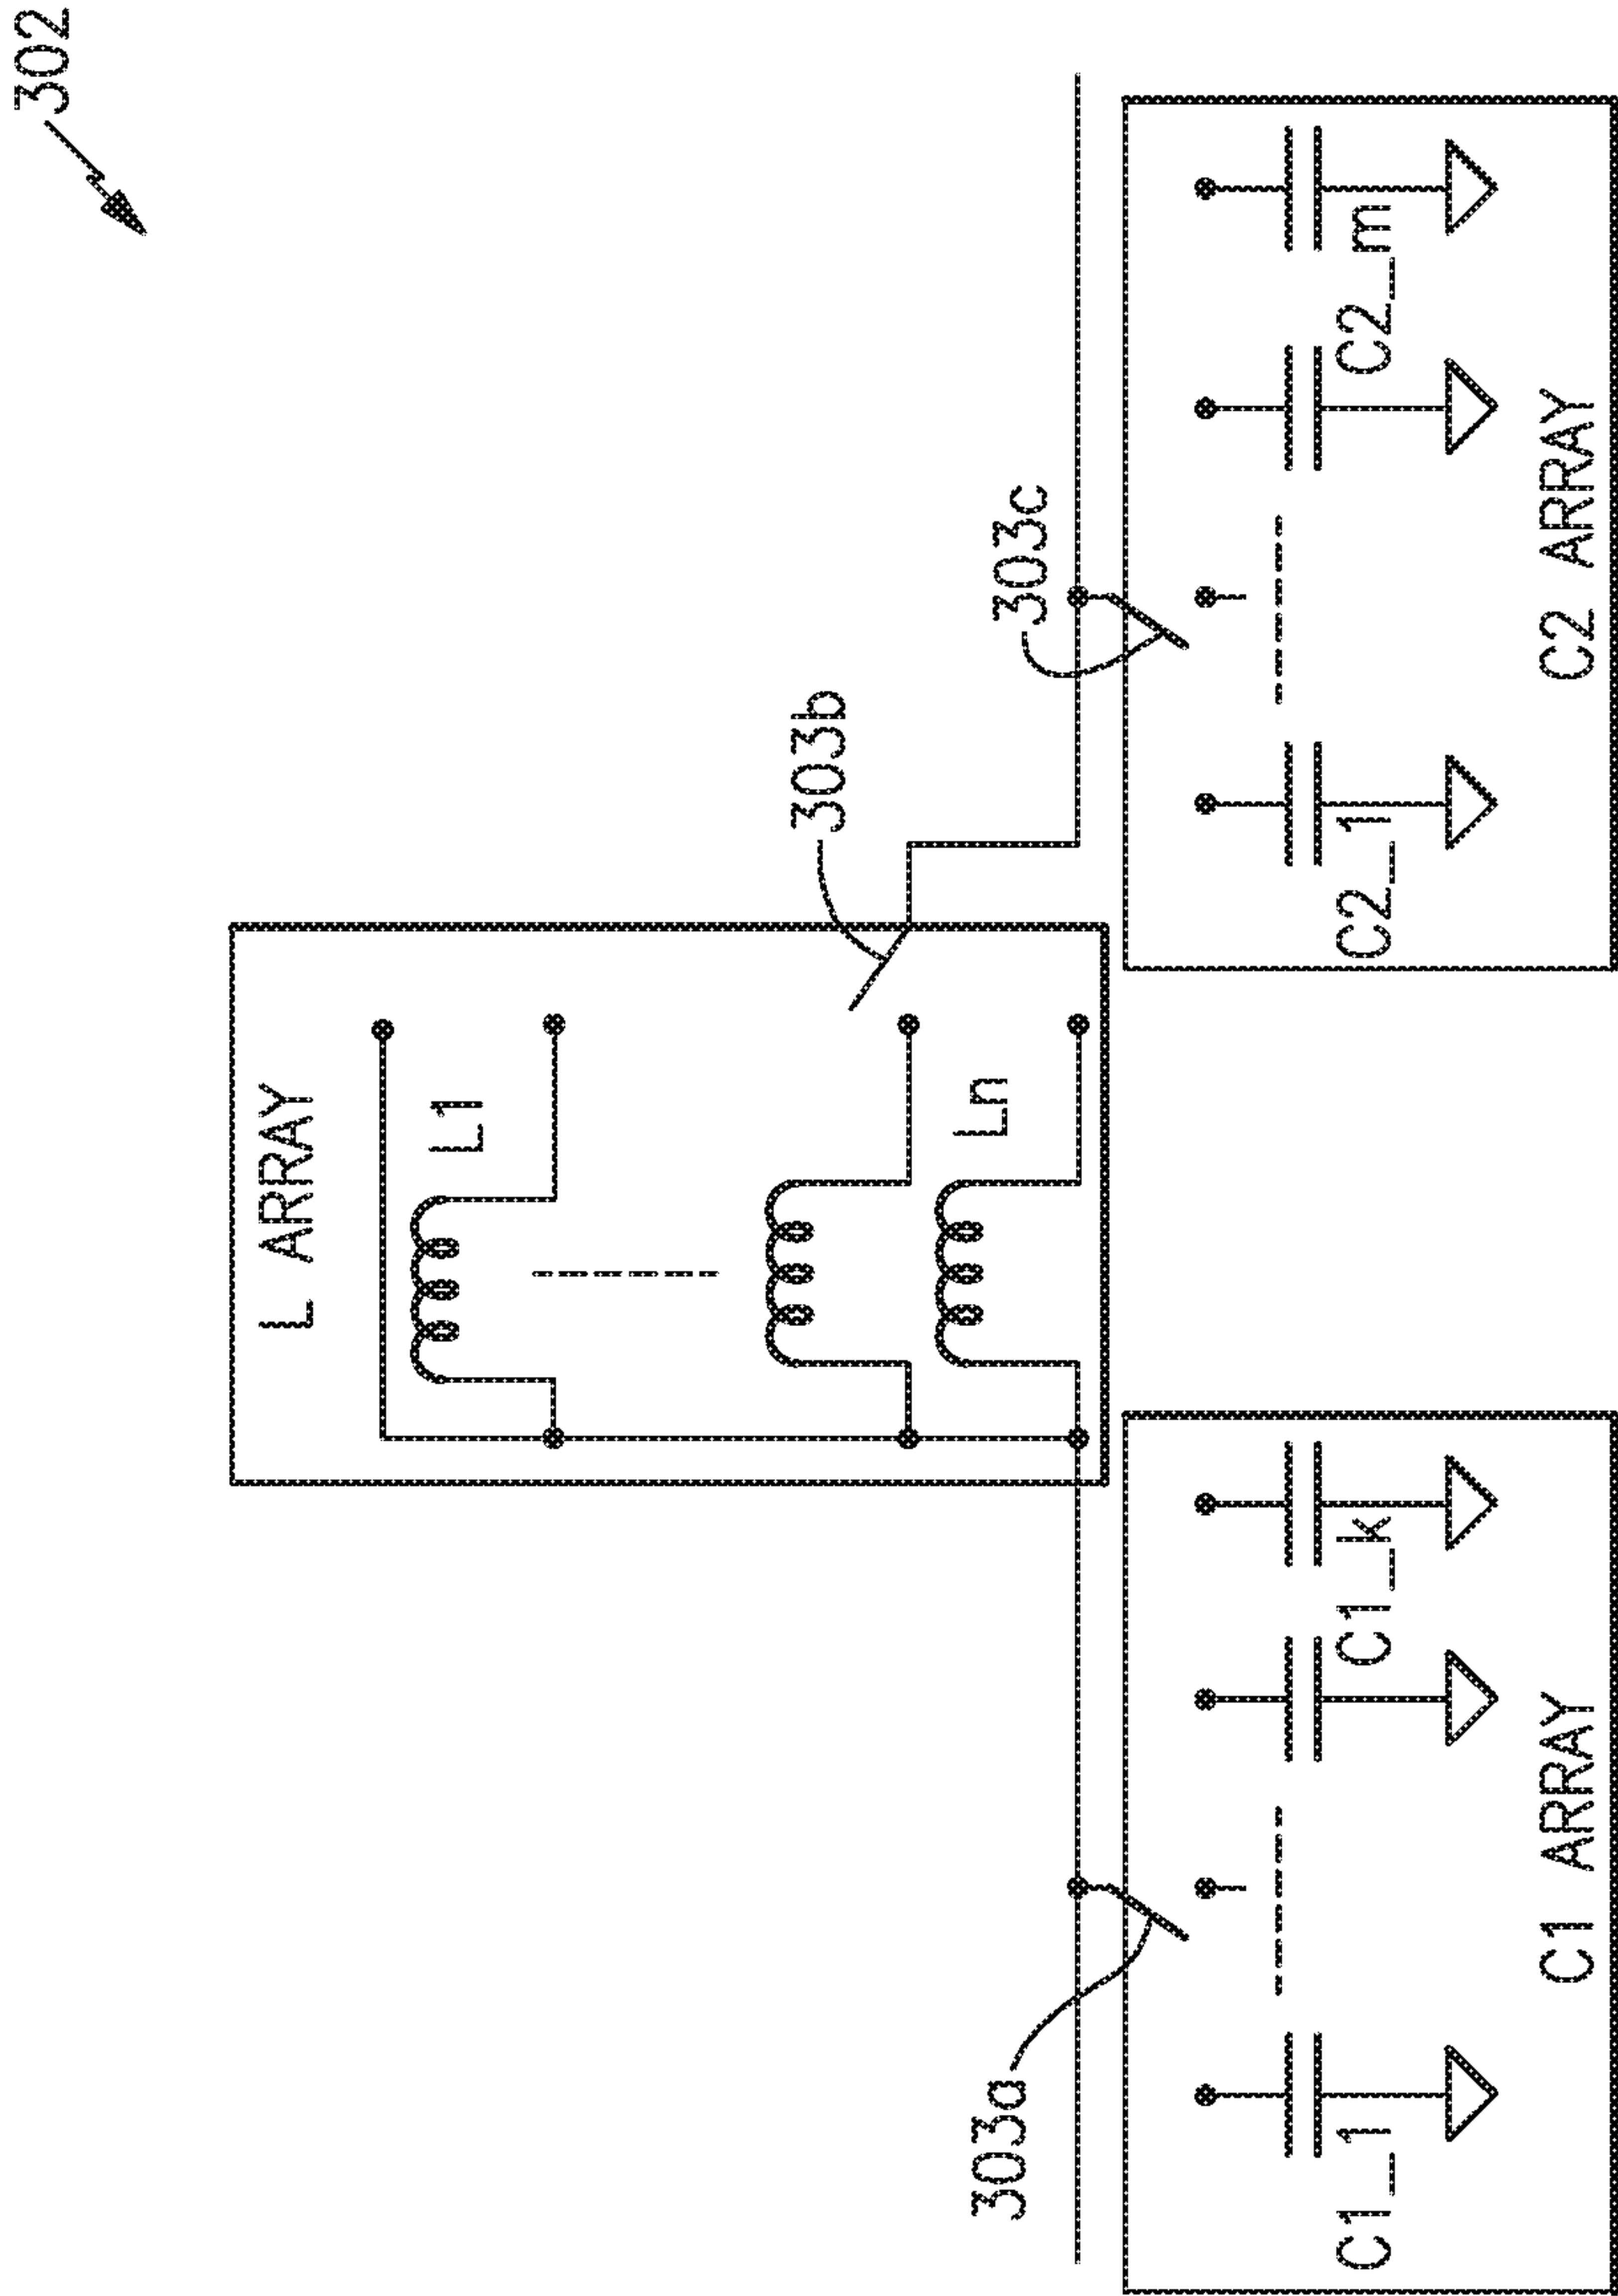 302
L ARRAY
L1
Ln
303b
303c
303a
C1_1
C1_k
C1 ARRAY
C2_1
C2_m
C2 ARRAY